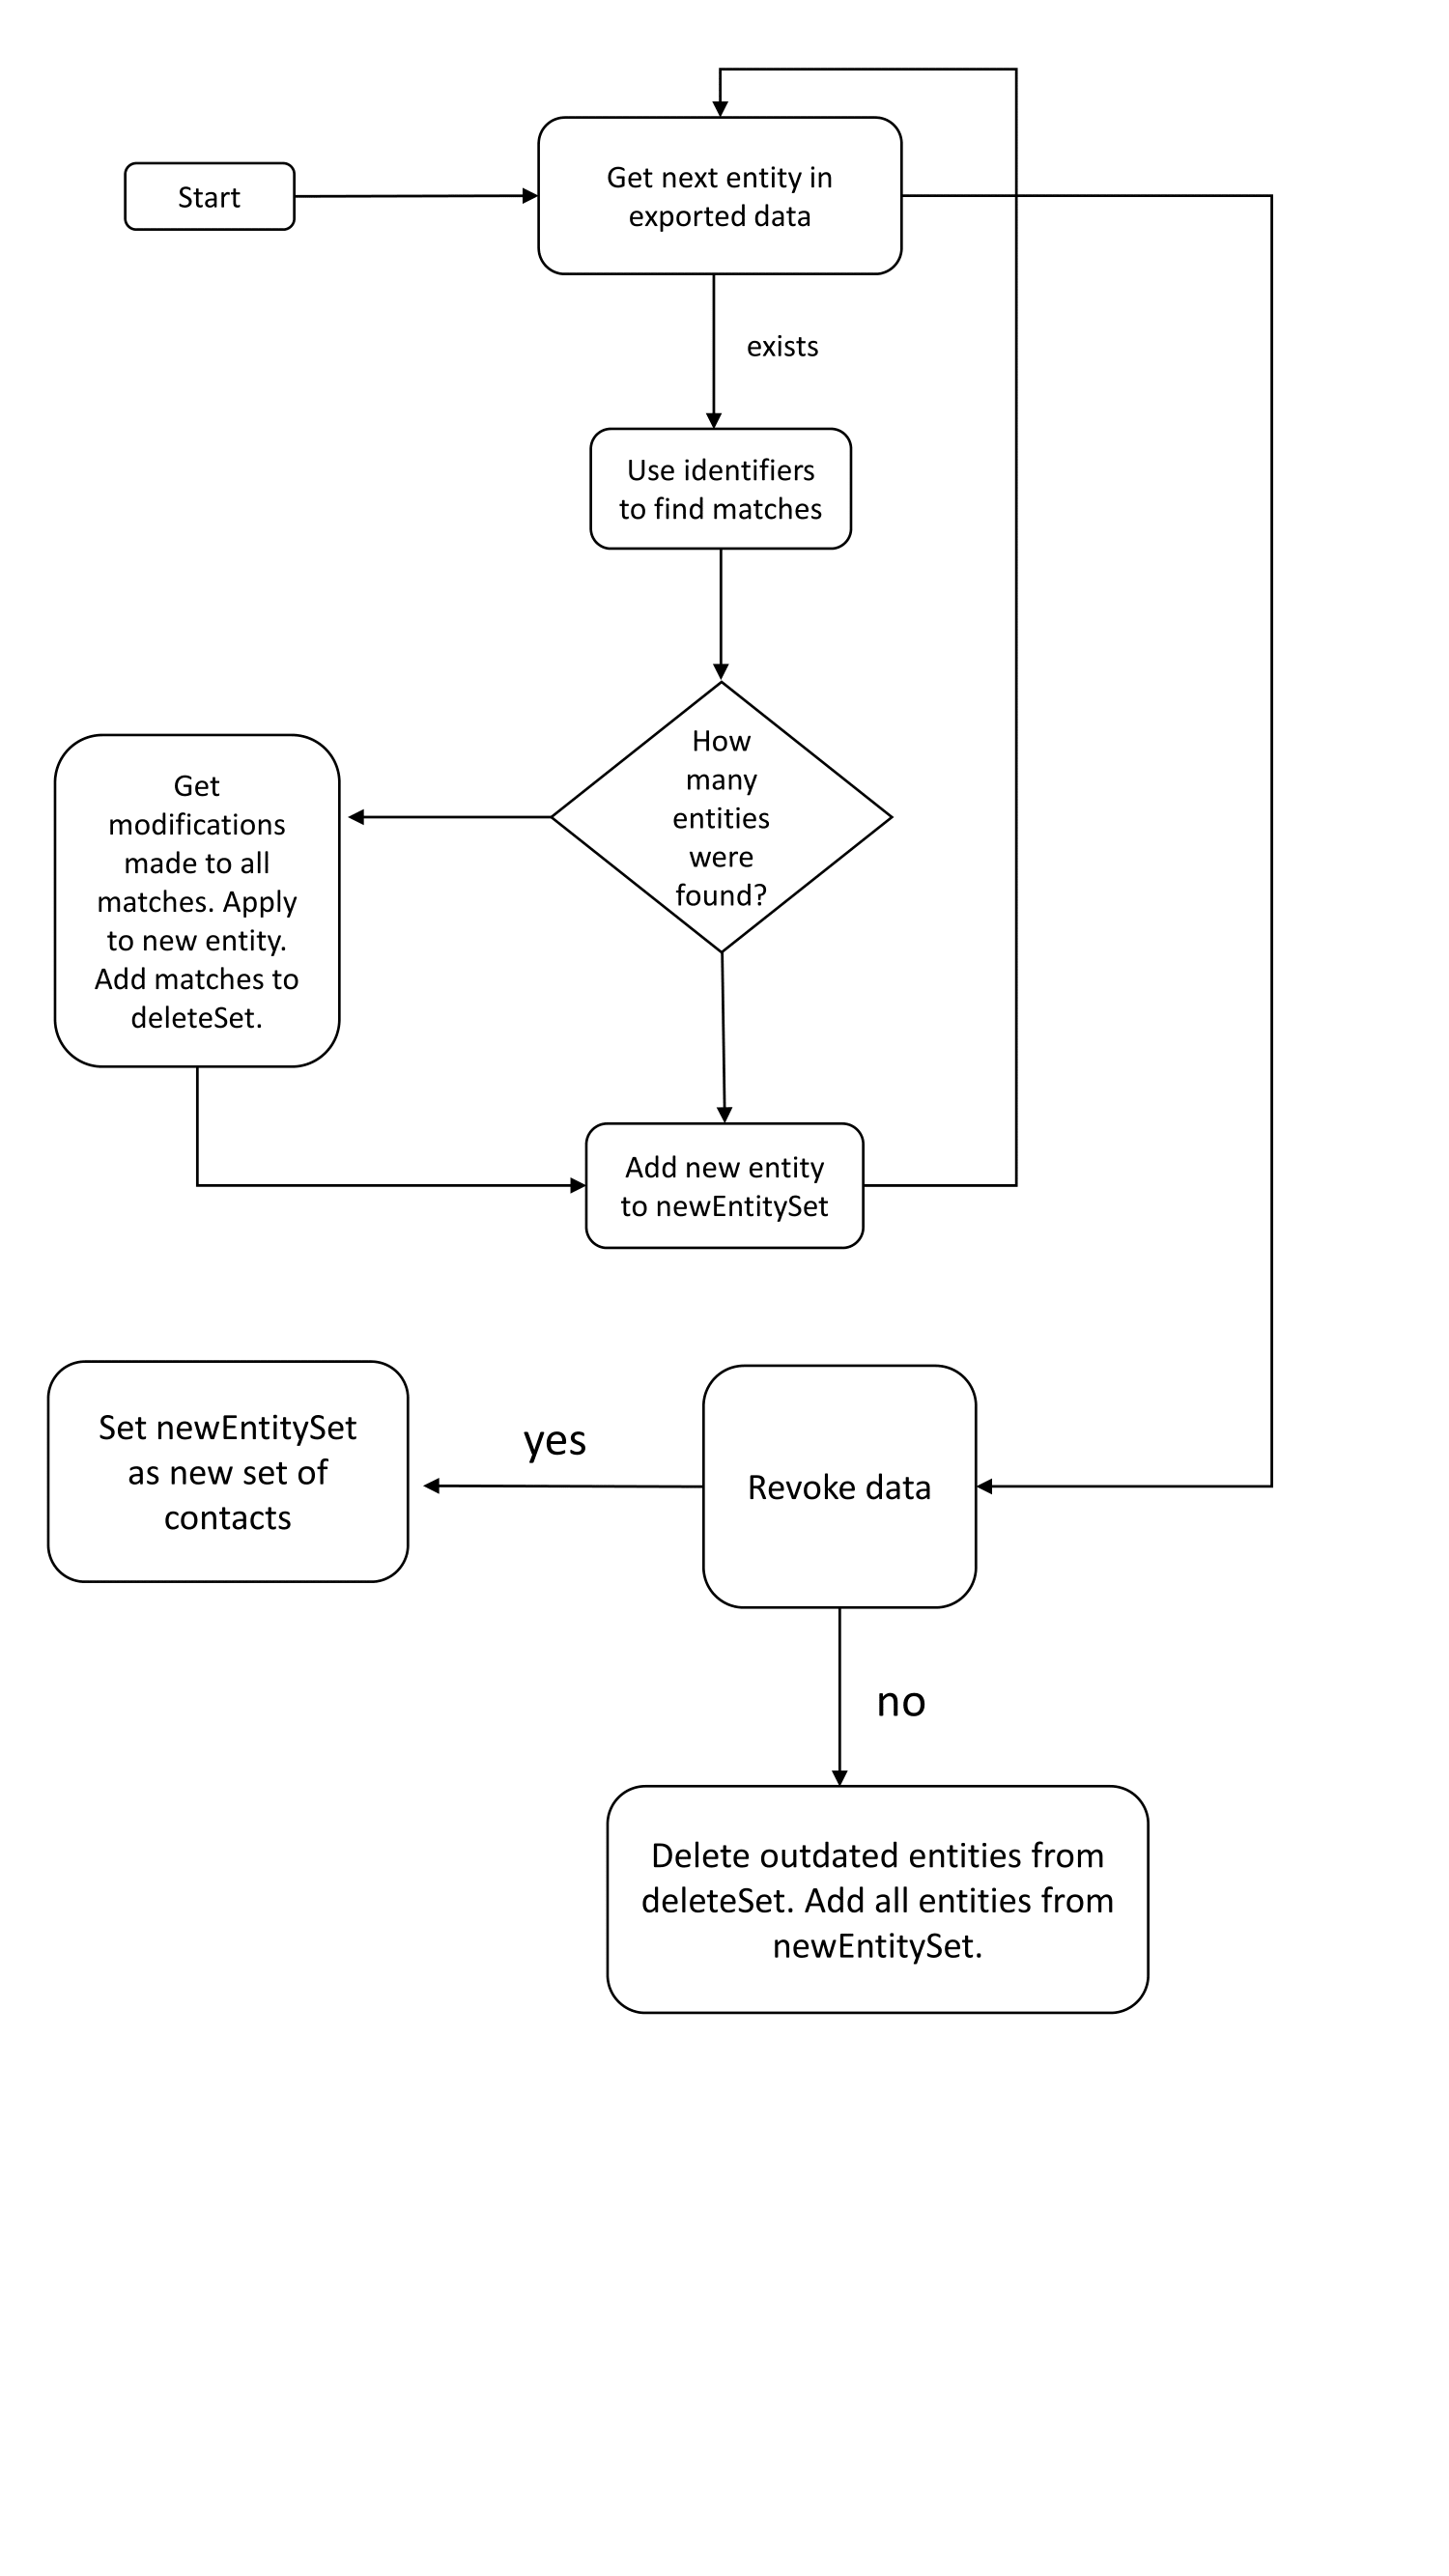 Start
Get next entity in
exported data
exists
Use identifiers
to find matches
How
many
entities
were
found?
Get
modifications
made to all
matches. Apply
to new entity.
Add matches to
deleteSet.
Add new entity
to newEntitySet
Set newEntitySet
as new set of
contacts
yes
Revoke data
no
Delete outdated entities from
deleteSet. Add all entities from
newEntitySet.